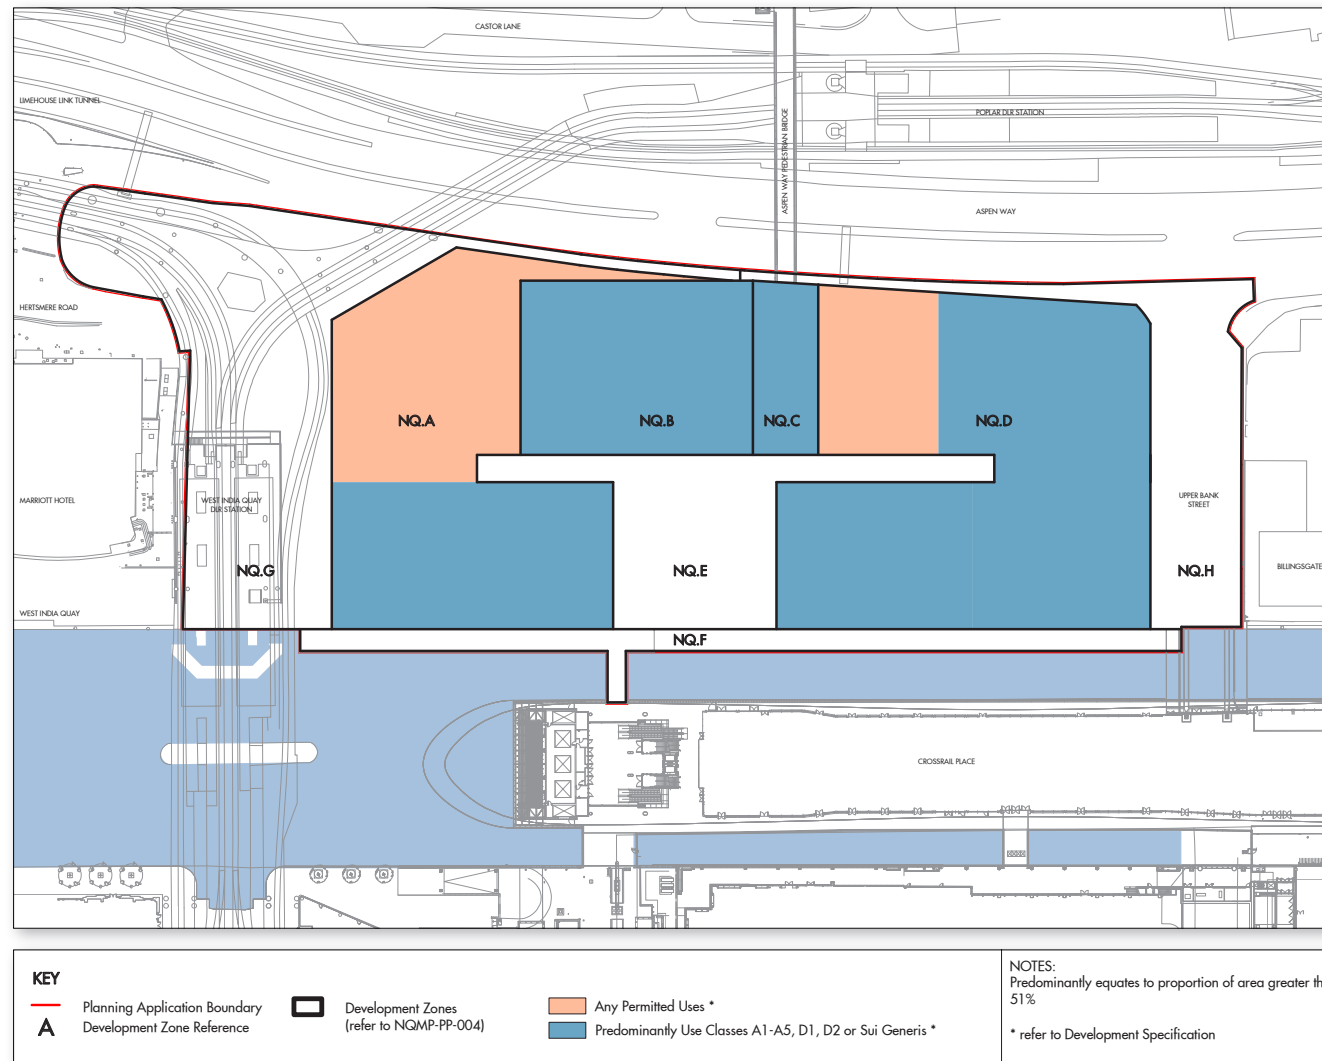 CASTOR LANE
LIMEHOUSE LINK TUNNEL
POPLAR DLR STATION
ASPEN WAY PEDESTRIAN BRIDGE
ASPEN WAY
HERTSMERE ROAD
NQ.A
NQ.B
NQ.C
NQ.D
MARRIOTT HOTEL
WEST INDIA QUAY
DLR STATION
UPPER BANK
STREET
NQ.G
NQ.E
NQ.H
BILLINGSGATE
WEST INDIA QUAY
NQ.F
CROSSRAIL PLACE
KEY
Planning Application Boundary
A
Development Zone Reference
Development Zones
(refer to NQMP-PP-004)
Any Permitted Uses *
Predominantly Use Classes A1-A5, D1, D2 or Sui Generis *
NOTES:
Predominantly equates to proportion of area greater th
51%
* refer to Development Specification